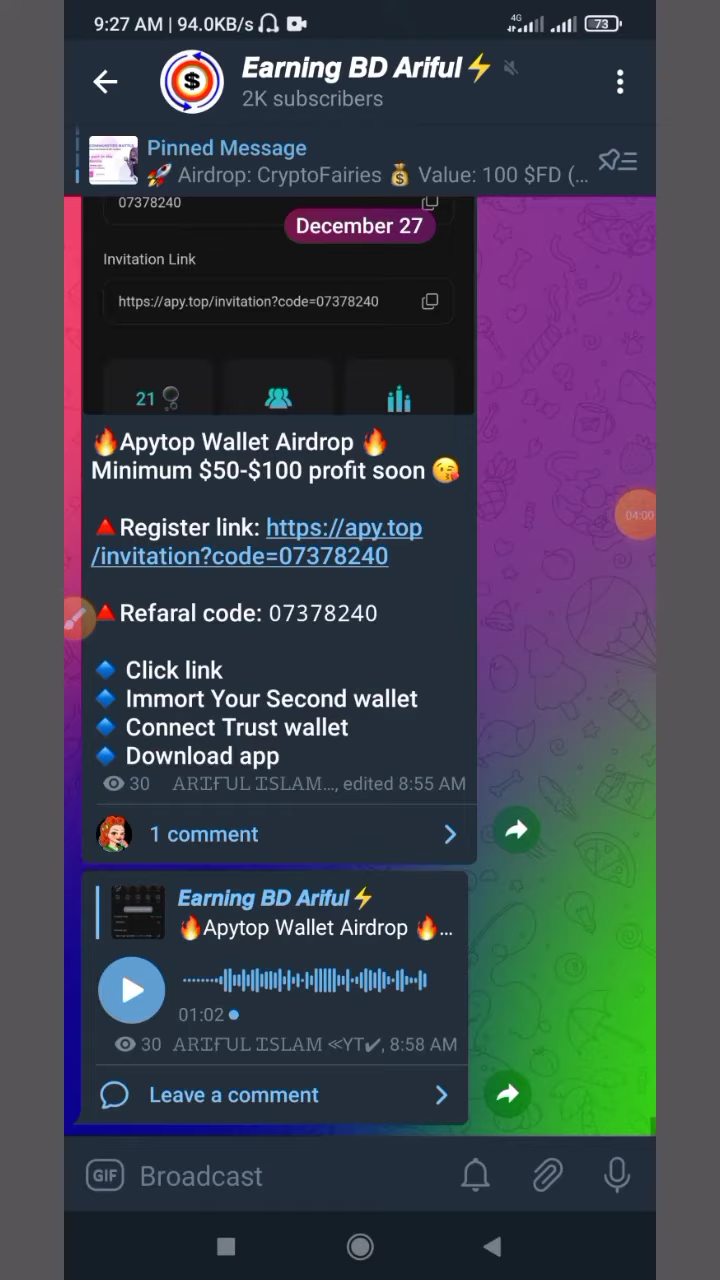 9:27 AM | 94.0KB/s
4G
73
Earning BD Ariful⚡
2K subscribers
Pinned Message
🚀 Airdrop: CryptoFairies 💰 Value: 100 $FD (...
07378240
December 27
Invitation Link
https://apy.top/invitation?code=07378240
21
🔥Apytop Wallet Airdrop 🔥
Minimum $50-$100 profit soon 😘
04:00
🔺Register link: https://apy.top
/invitation?code=07378240
🔺Refaral code: 07378240
🔹 Click link
🔹 Immort Your Second wallet
🔹 Connect Trust wallet
🔹 Download app
30 ARIFUL ISLAM..., edited 8:55 AM
1 comment
Earning BD Ariful⚡
🔥Apytop Wallet Airdrop 🔥...
01:02
30 ARIFUL ISLAM ≪YT✔, 8:58 AM
Leave a comment
GIF Broadcast